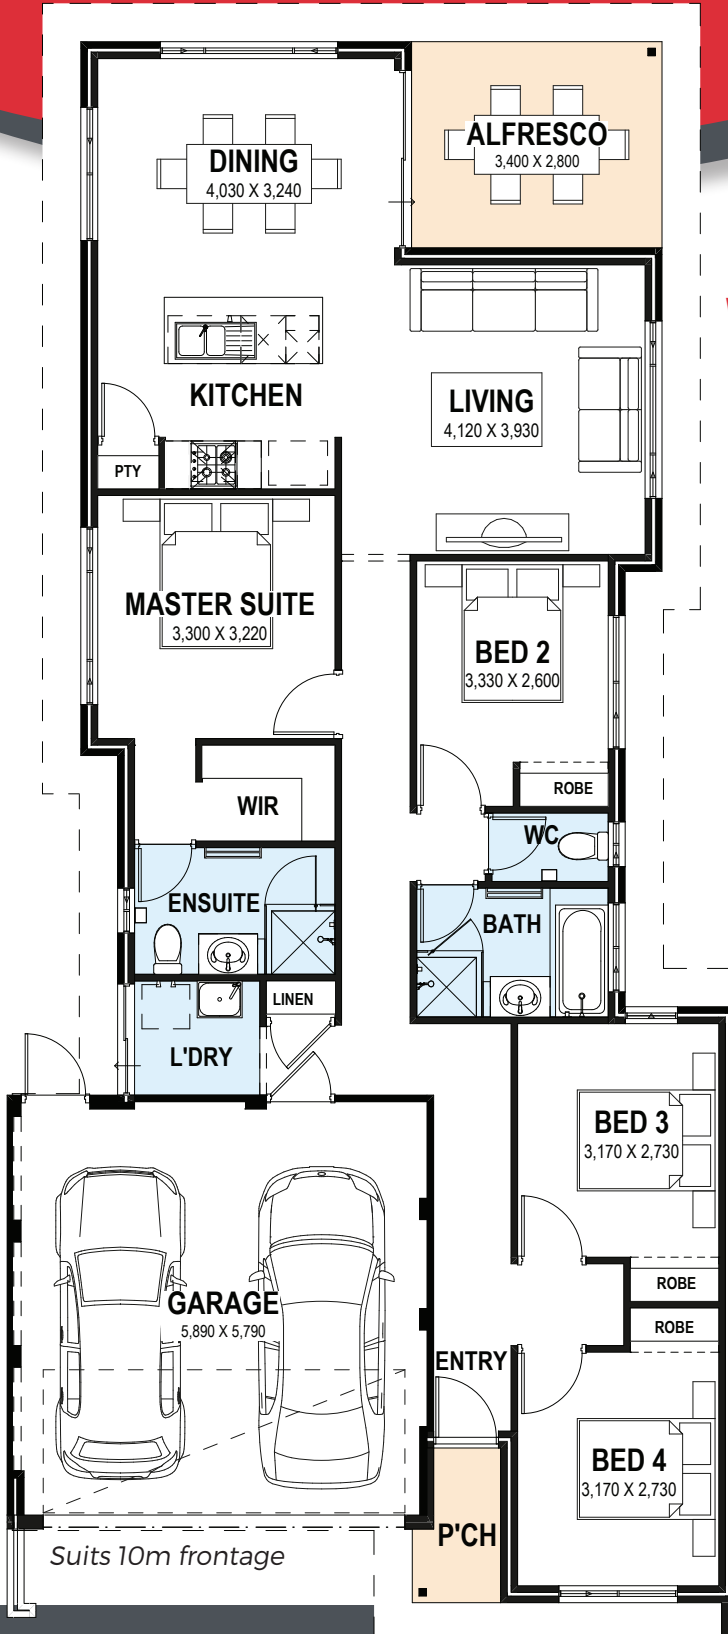 ALFRESCO
3,400 X 2,800
DINING
4,030 X 3,240
KITCHEN
LIVING
4,120 X 3,930
PTY
MASTER SUITE
3,300 X 3,220
BED 2
3,330 X 2,600
ROBE
WIR
WC
ENSUITE
BATH
LINEN
L'DRY
BED 3
3,170 X 2,730
ROBE
GARAGE
5,890 X 5,790
ROBE
ENTRY
BED 4
3,170 X 2,730
P'CH
Suits 10m frontage